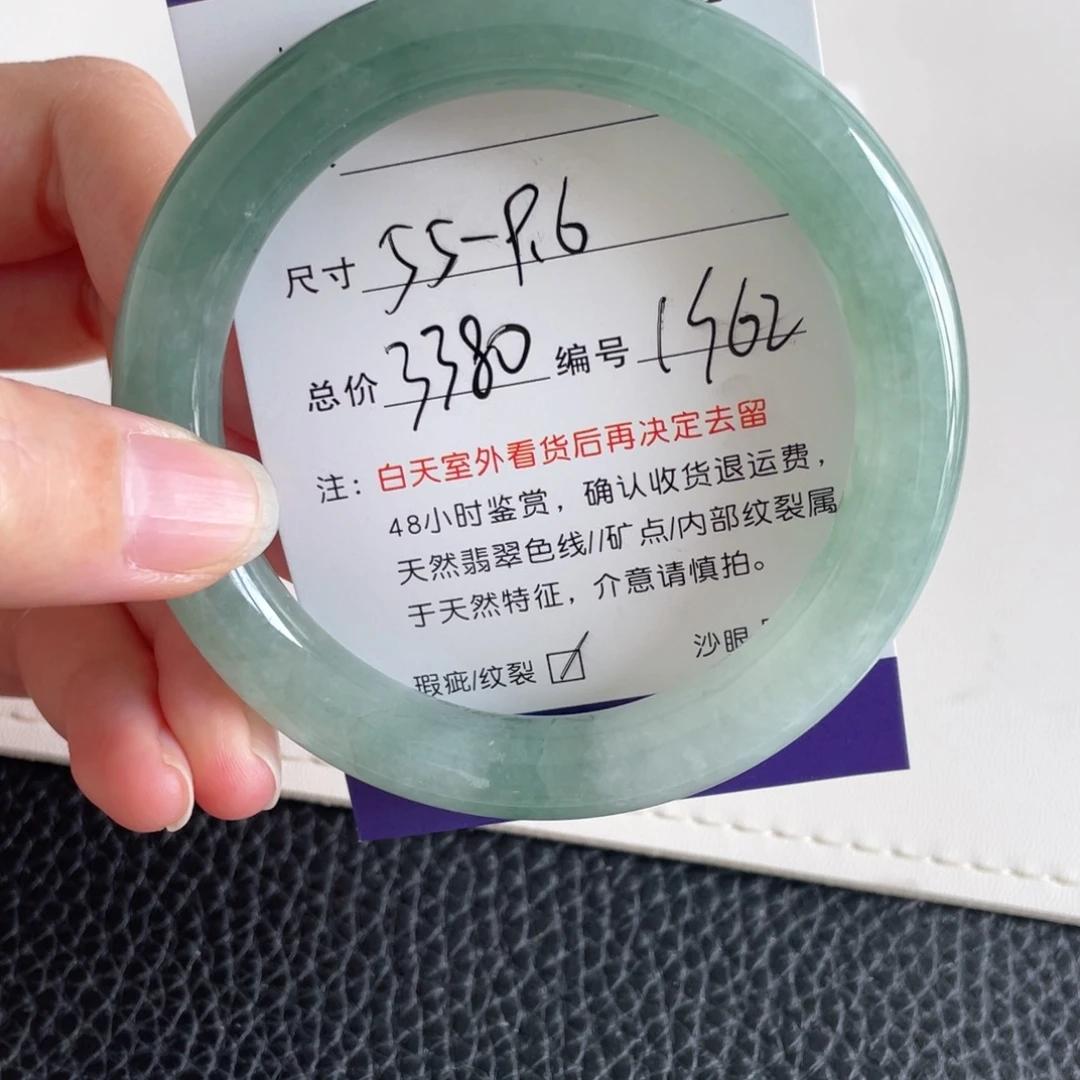 尺寸 55-9.6
总价 3380 编号 1562
注：白天室外看货后再决定去留
48小时鉴赏，确认收货退运费，
天然翡翠色线//矿点/内部纹裂属
于天然特征，介意请慎拍。
瑕疵/纹裂 ☑ 沙眼